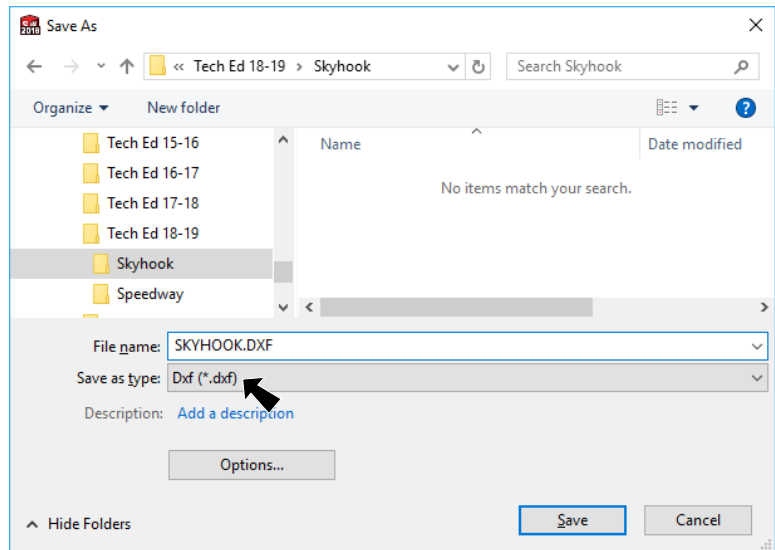 SW 2018 Save As
« Tech Ed 18-19 > Skyhook
Search Skyhook
Organize
New folder
?
Tech Ed 15-16
Tech Ed 16-17
Tech Ed 17-18
Tech Ed 18-19
Skyhook
Speedway
Name
Date modified
No items match your search.
File name: SKYHOOK.DXF
Save as type: Dxf (*.dxf)
Description: Add a description
Options...
Hide Folders
Save
Cancel